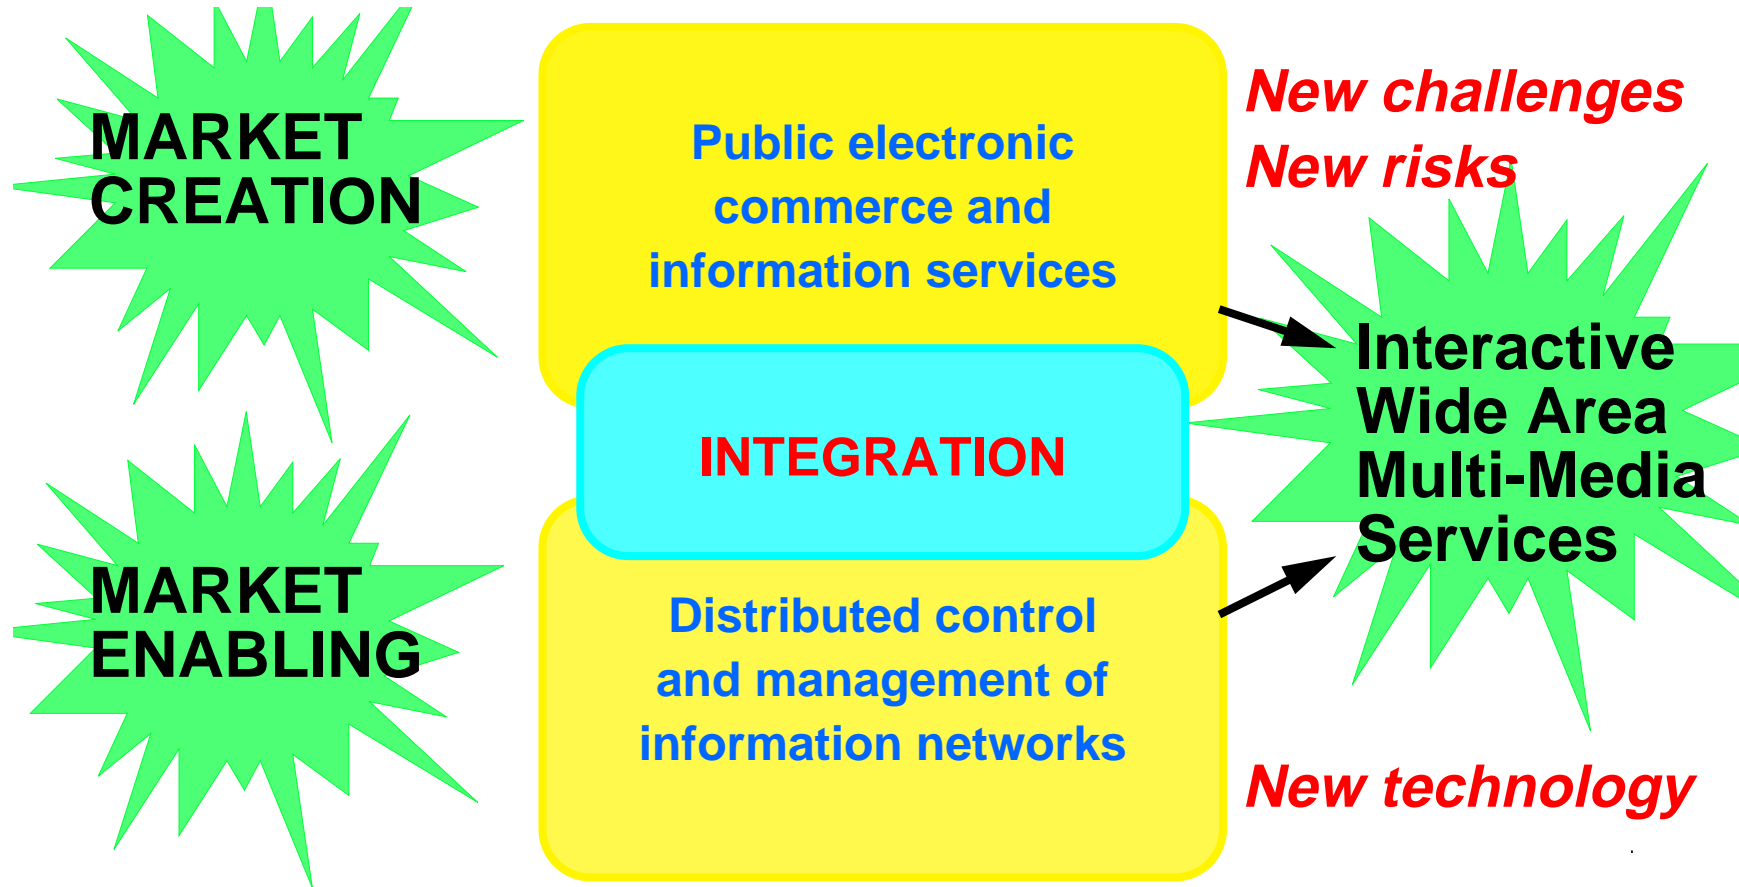 MARKET
CREATION
Public electronic
commerce and
information services
New challenges
New risks
INTEGRATION
Interactive
Wide Area
Multi-Media
Services
MARKET
ENABLING
Distributed control
and management of
information networks
New technology